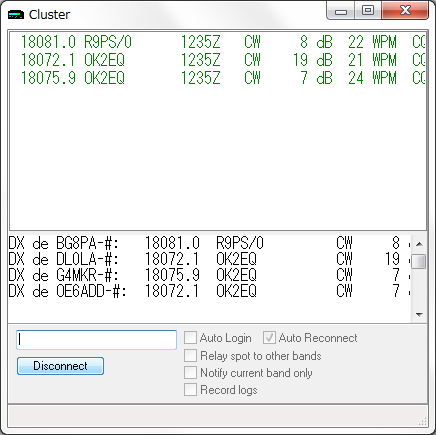 Cluster
18081.0 R9PS/0 1235Z CW 8 dB 22 WPM CQ
18072.1 OK2EQ 1235Z CW 19 dB 21 WPM CQ
18075.9 OK2EQ 1235Z CW 7 dB 24 WPM CQ
DX de BG8PA-#: 18081.0 R9PS/0 CW 8
DX de DL0LA-#: 18072.1 OK2EQ CW 19
DX de G4MKR-#: 18075.9 OK2EQ CW 7
DX de OE6ADD-#: 18072.1 OK2EQ CW 7
Auto Login Auto Reconnect
Relay spot to other bands
Disconnect
Notify current band only
Record logs